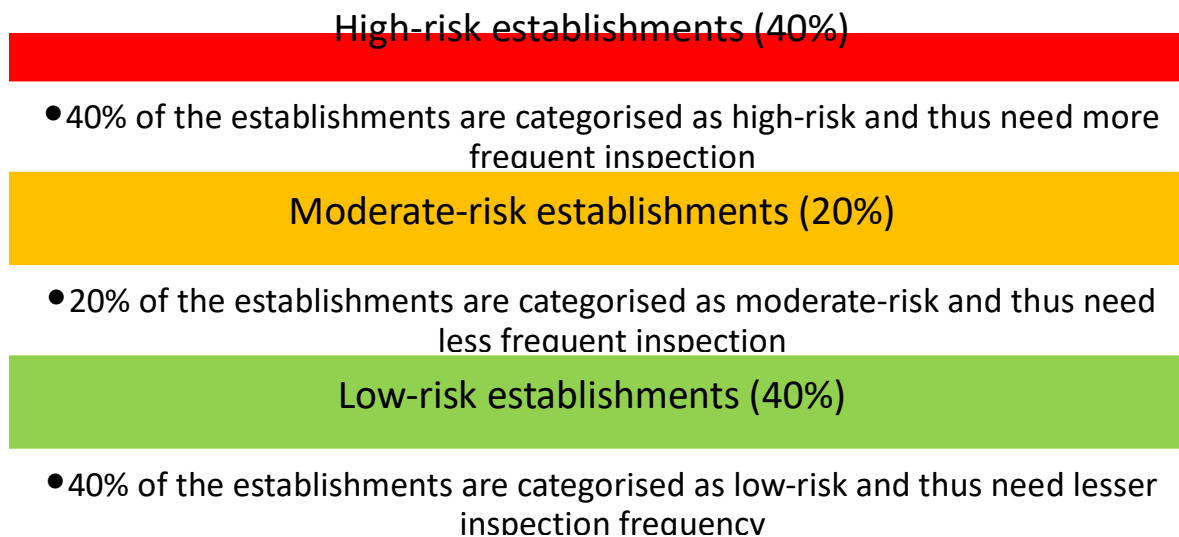 High-risk establishments (40%)
•40% of the establishments are categorised as high-risk and thus need more
frequent inspection
Moderate-risk establishments (20%)
•20% of the establishments are categorised as moderate-risk and thus need
less frequent inspection
Low-risk establishments (40%)
•40% of the establishments are categorised as low-risk and thus need lesser
inspection frequency